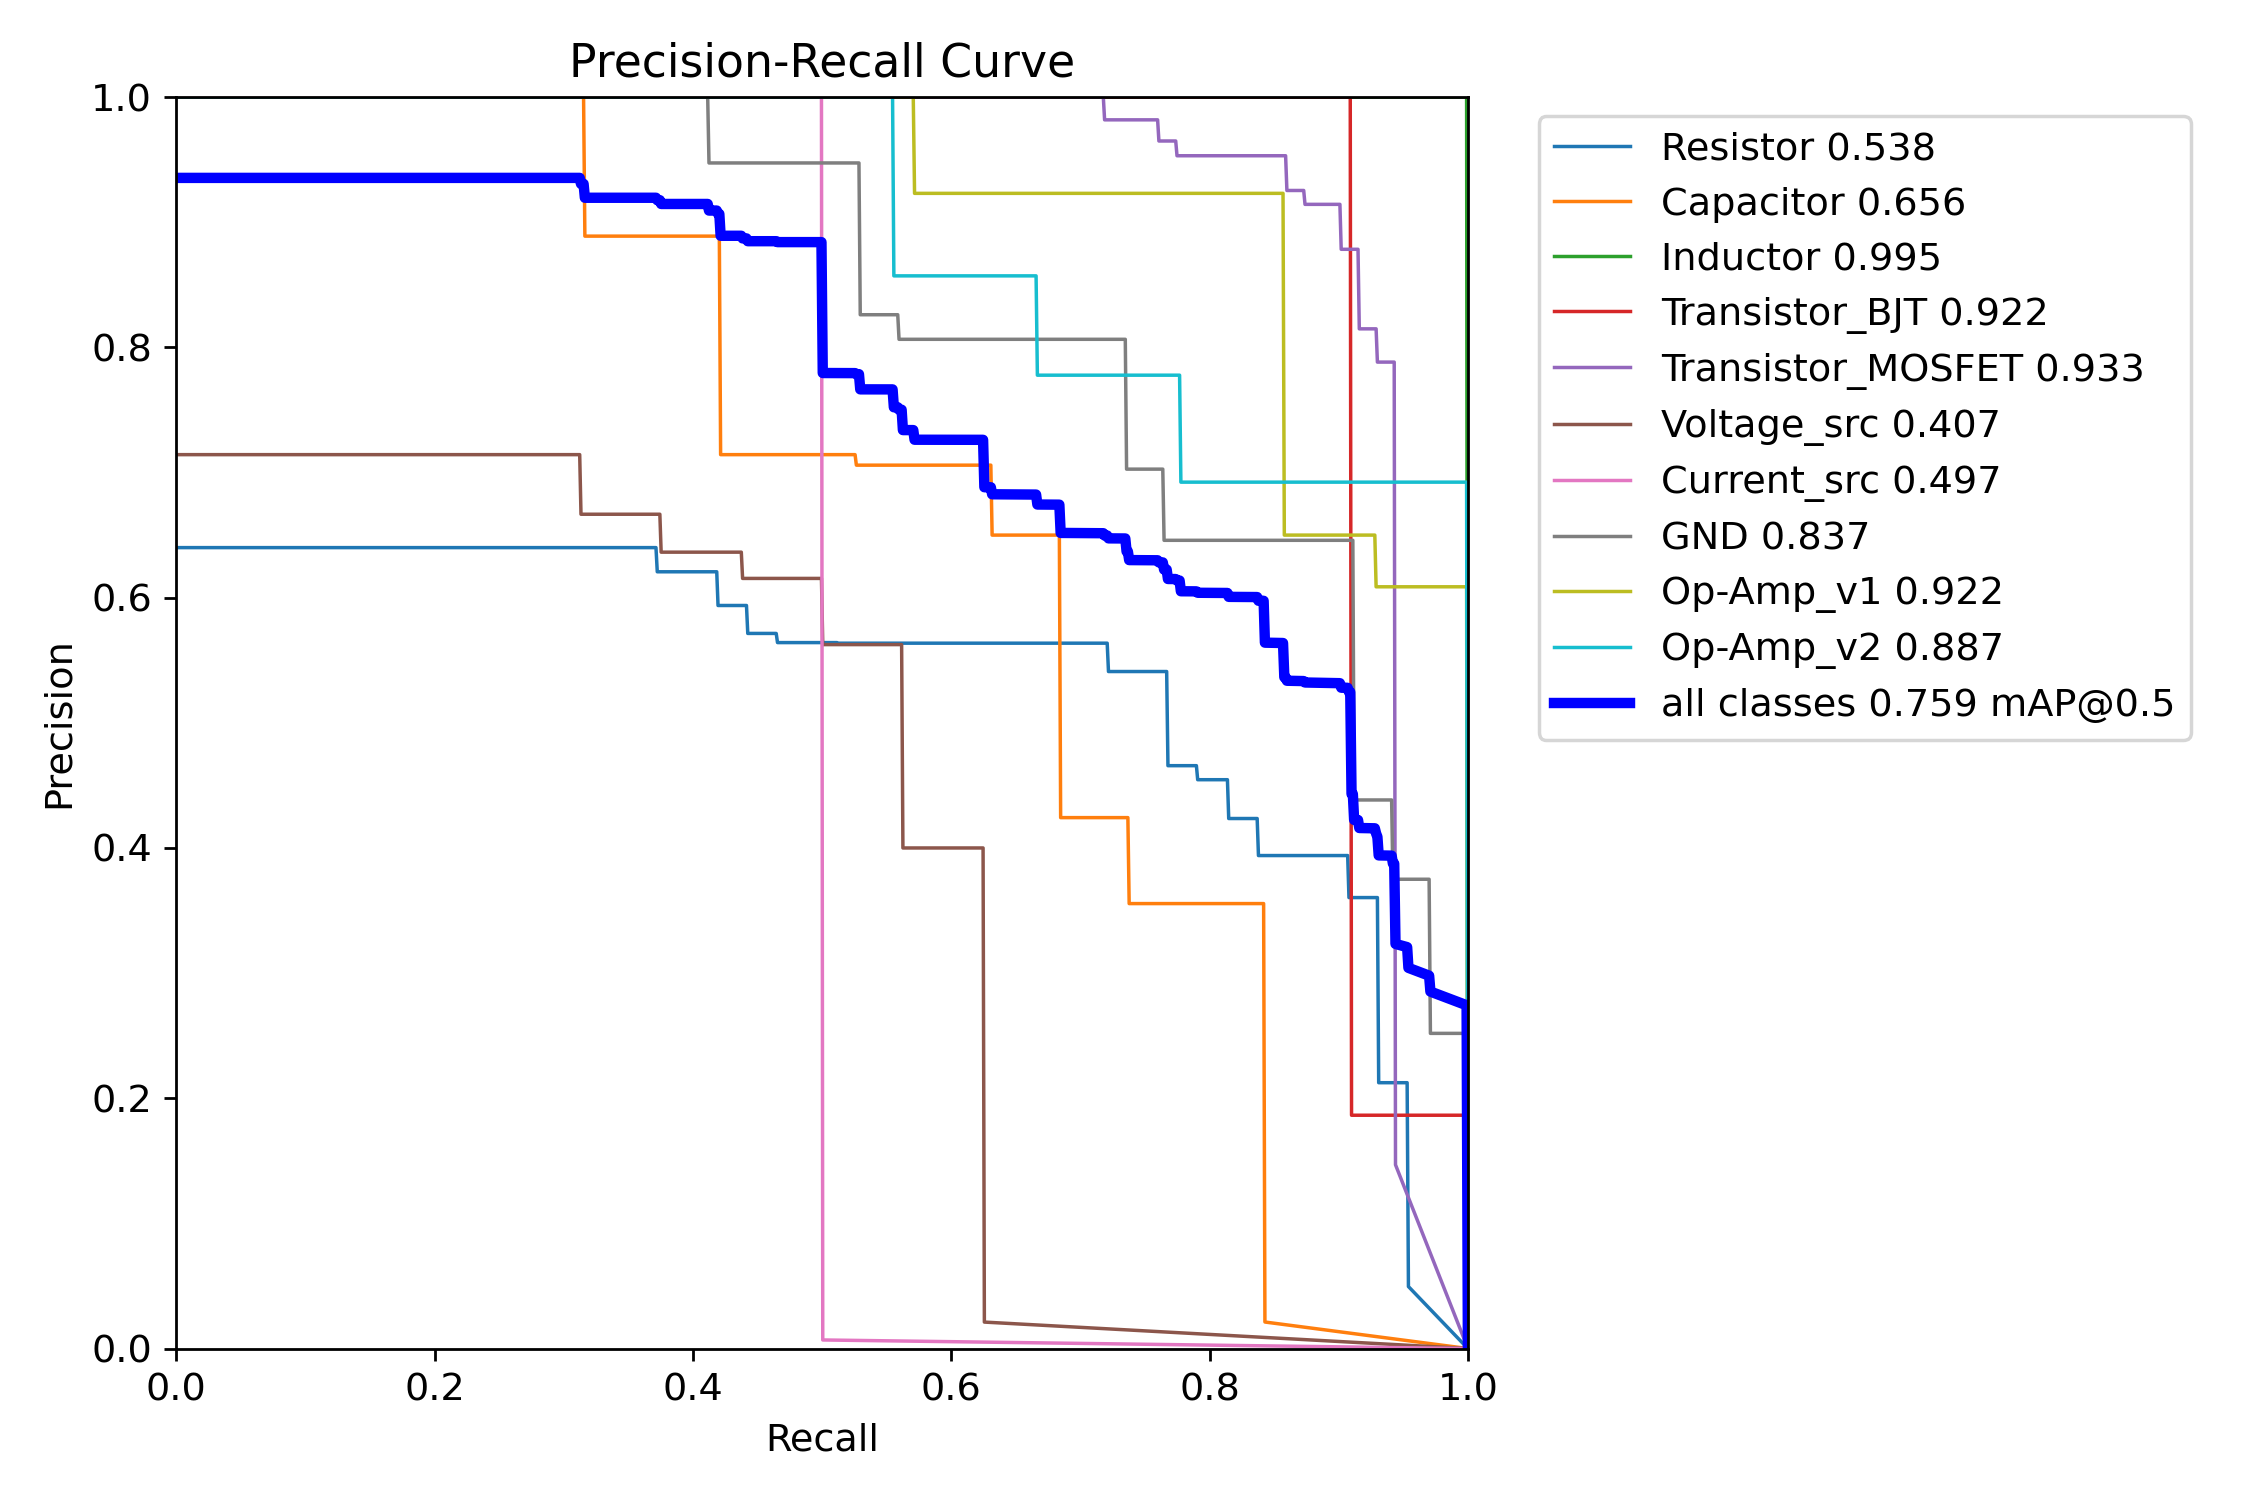 Precision-Recall Curve
1.0
0.8
0.6
0.4
0.2
0.0
Precision
0.0 0.2 0.4 0.6 0.8 1.0
Recall
Resistor 0.538
Capacitor 0.656
Inductor 0.995
Transistor_BJT 0.922
Transistor_MOSFET 0.933
Voltage_src 0.407
Current_src 0.497
GND 0.837
Op-Amp_v1 0.922
Op-Amp_v2 0.887
all classes 0.759 mAP@0.5